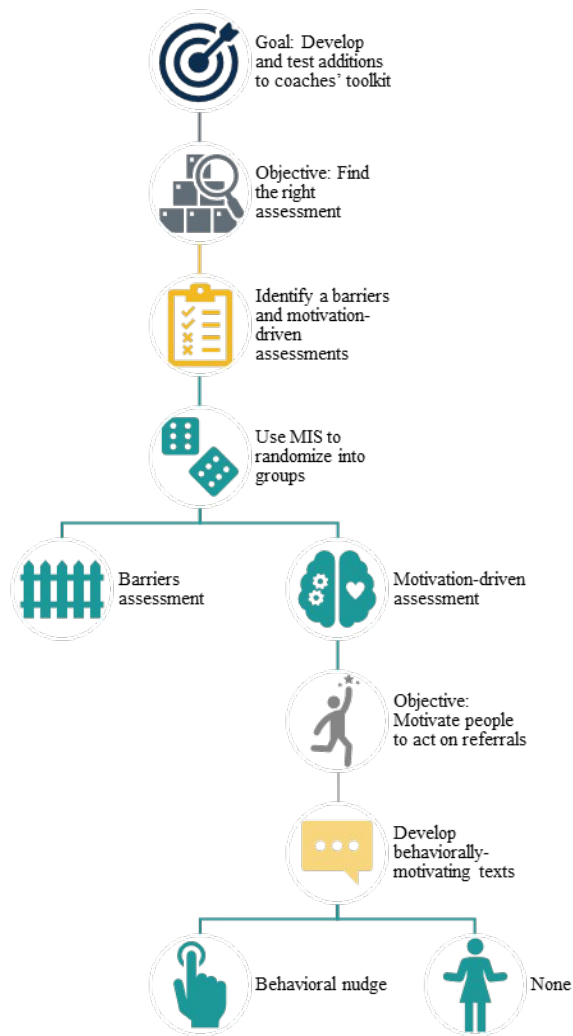 Goal: Develop
and test additions
to coaches’ toolkit
Objective: Find
the right
assessment
Identify a barriers
and motivation-
driven
assessments
Use MIS to
randomize into
groups
Barriers
assessment
Motivation-driven
assessment
Objective:
Motivate people
to act on referrals
Develop
behaviorally-
motivating texts
Behavioral nudge
None